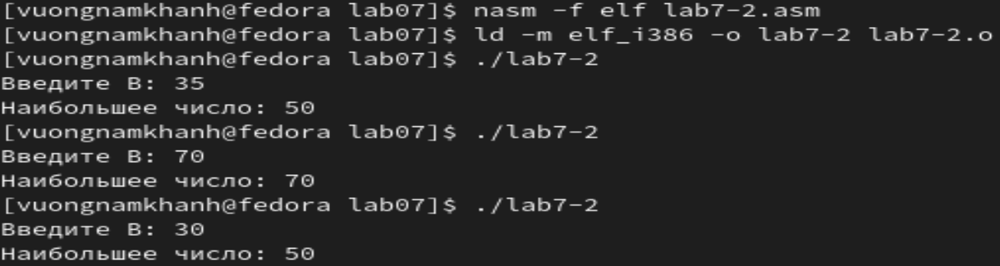 [vuongnamkhanh@fedora lab07]$ nasm -f elf lab7-2.asm
[vuongnamkhanh@fedora lab07]$ ld -m elf_i386 -o lab7-2 lab7-2.o
[vuongnamkhanh@fedora lab07]$ ./lab7-2
Введите B: 35
Наибольшее число: 50
[vuongnamkhanh@fedora lab07]$ ./lab7-2
Введите B: 70
Наибольшее число: 70
[vuongnamkhanh@fedora lab07]$ ./lab7-2
Введите B: 30
Наибольшее число: 50